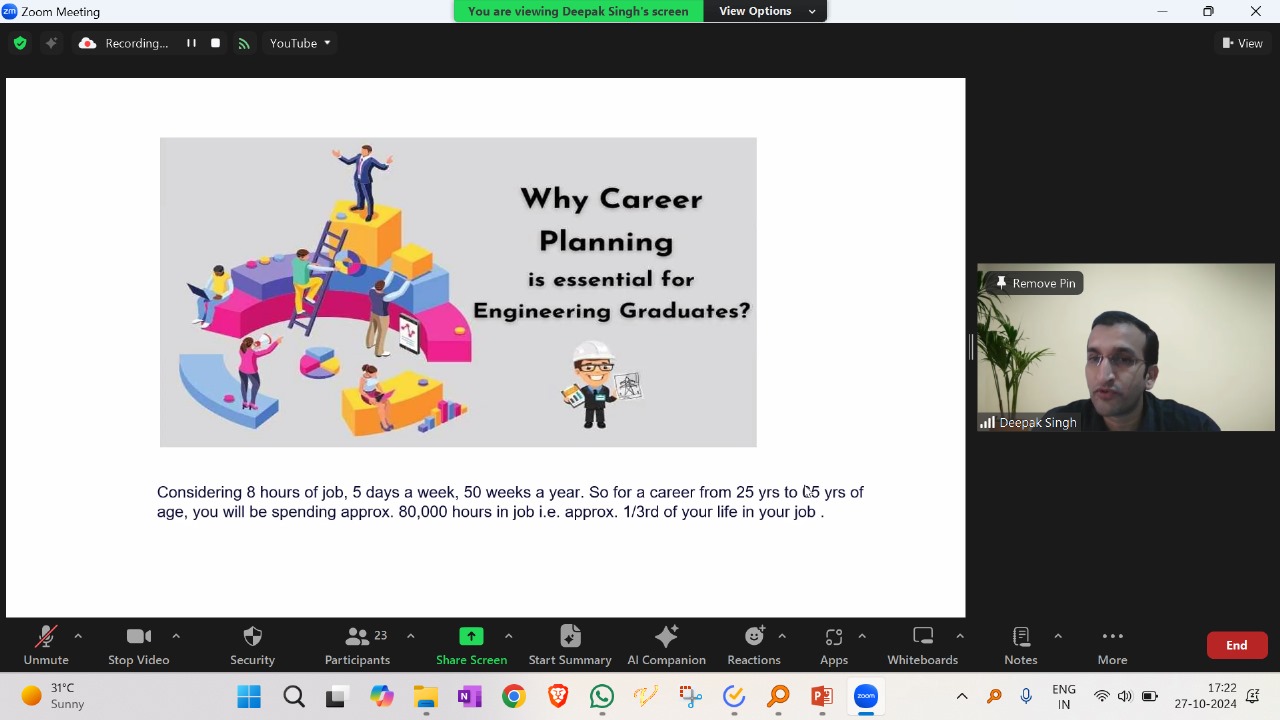 zm Zoom Meeting
You are viewing Deepak Singh's screen
View Options
Recording...
YouTube
View
Why Career
Planning
is essential for
Engineering Graduates?
Remove Pin
Deepak Singh
Considering 8 hours of job, 5 days a week, 50 weeks a year. So for a career from 25 yrs to 65 yrs of
age, you will be spending approx. 80,000 hours in job i.e. approx. 1/3rd of your life in your job .
23
Unmute
Stop Video
Security
Participants
Share Screen
Start Summary
AI Companion
Reactions
Apps
Whiteboards
Notes
More
End
31°C
Sunny
zoom
ENG
IN
17:22
27-10-2024